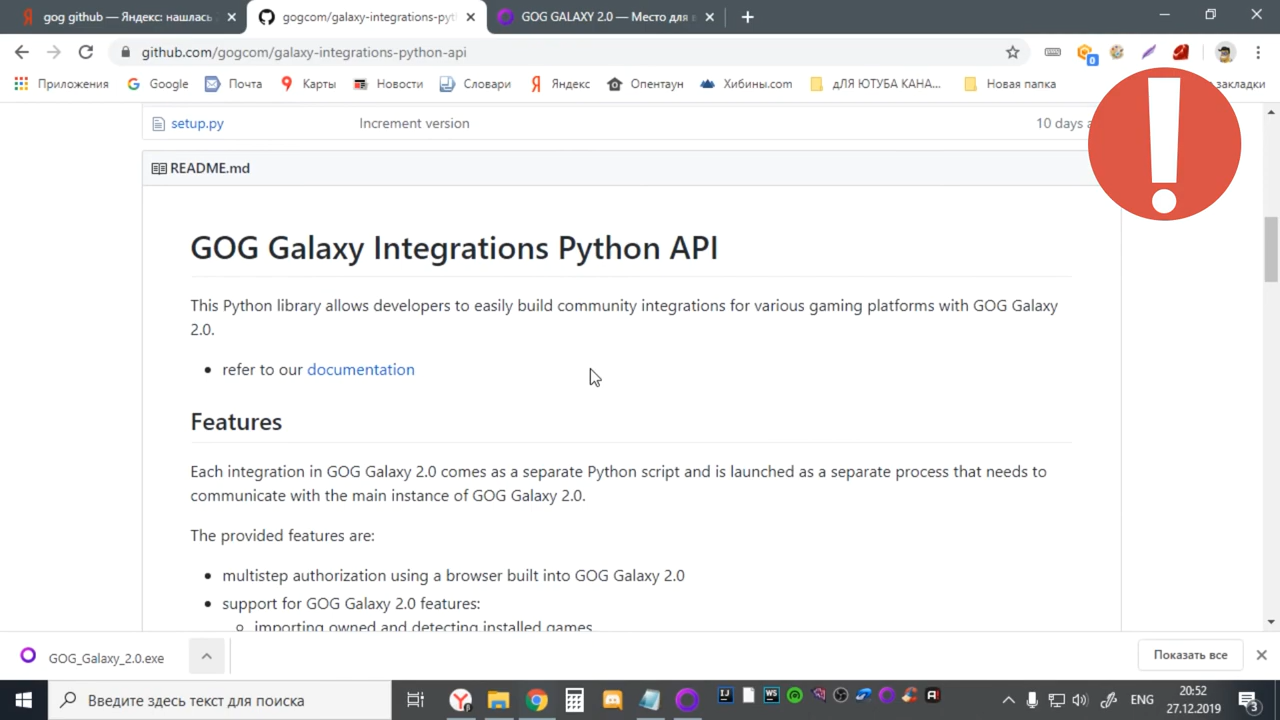 gog github — Яндекс: нашлась
gogcom/galaxy-integrations-pyt
GOG GALAXY 2.0 — Место для в
github.com/gogcom/galaxy-integrations-python-api
0
Приложения
Google
Почта
Карты
Новости
Словари
Яндекс
Опентаун
Хибины.com
ДЛЯ ЮТУБА КАНА...
Новая папка
закладки
setup.py
Increment version
10 days
README.md
GOG Galaxy Integrations Python API
This Python library allows developers to easily build community integrations for various gaming platforms with GOG Galaxy
2.0.
• refer to our documentation
Features
Each integration in GOG Galaxy 2.0 comes as a separate Python script and is launched as a separate process that needs to
communicate with the main instance of GOG Galaxy 2.0.
The provided features are:
• multistep authorization using a browser built into GOG Galaxy 2.0
• support for GOG Galaxy 2.0 features:
importing owned and detecting installed games
GOG_Galaxy_2.0.exe
Показать все
Введите здесь текст для поиска
ENG
20:52
27.12.2019
3